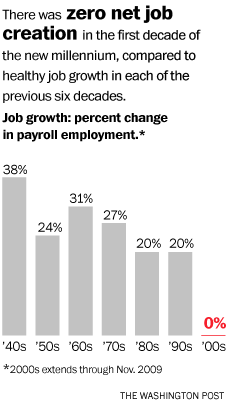 There was zero net job
creation in the first decade of
the new millennium, compared to
healthy job growth in each of the
previous six decades.
Job growth: percent change
in payroll employment.*
38%
24%
31%
27%
20%
20%
0%
'40s
'50s
'60s
'70s
'80s
'90s
'00s
*2000s extends through Nov. 2009
THE WASHINGTON POST